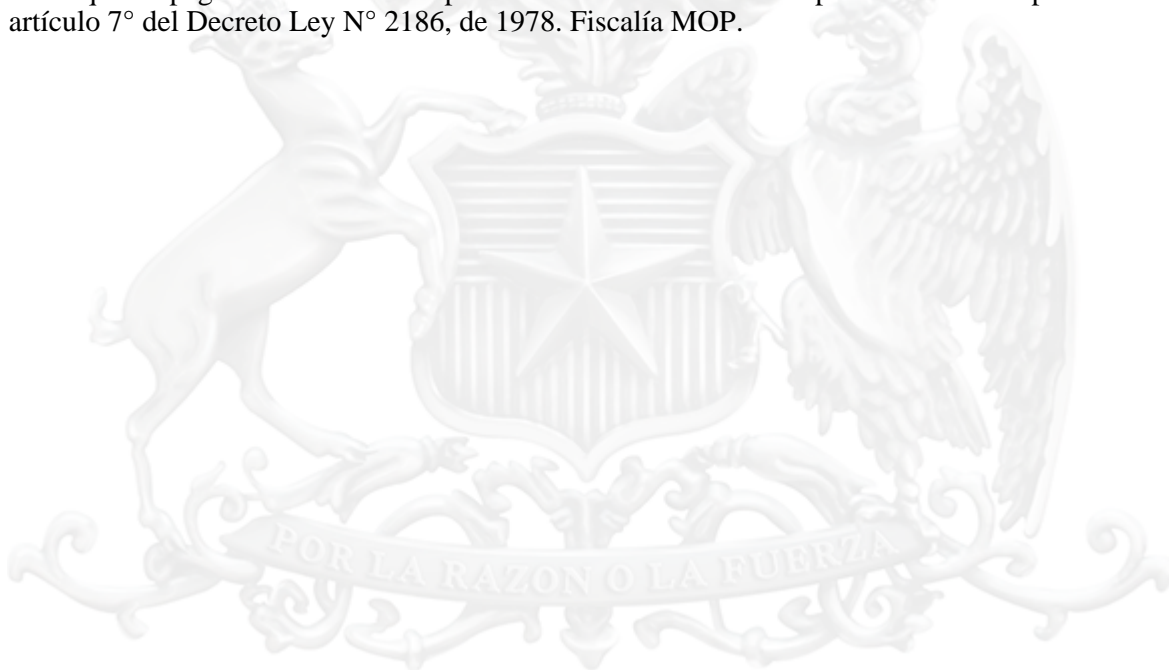 artículo 7° del Decreto Ley N° 2186, de 1978. Fiscalía MOP.
POR LA RAZON O LA FUERZA